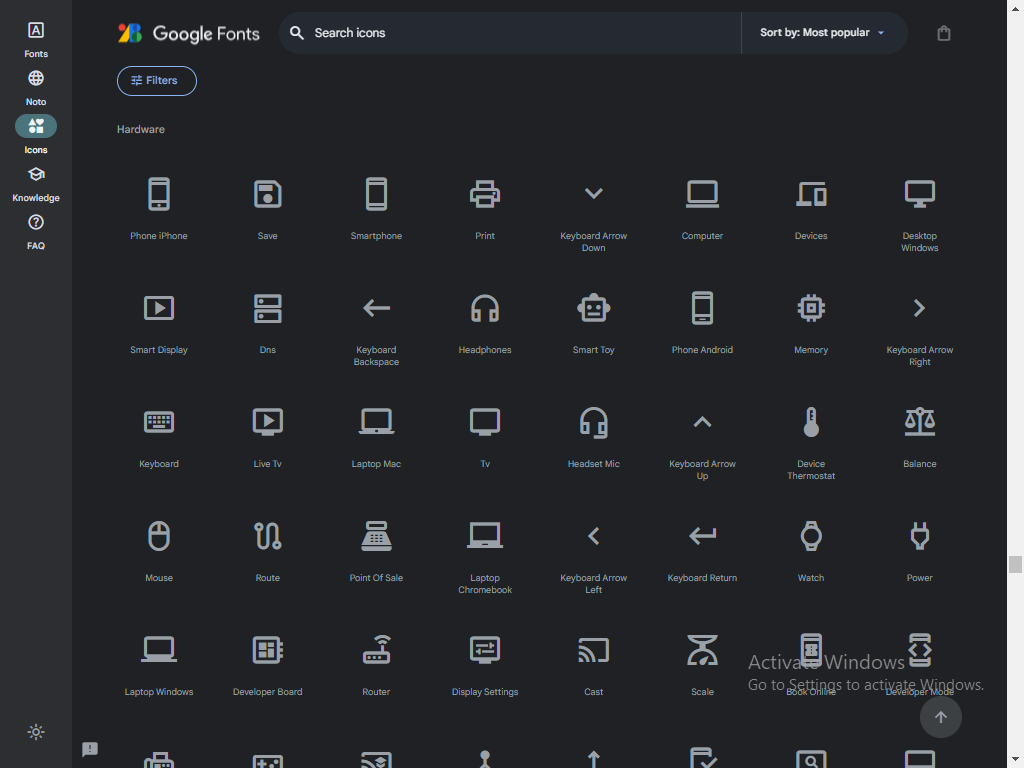 Fonts
Noto
Icons
Knowledge
FAQ
Google Fonts
Search icons
Sort by: Most popular
Filters
Hardware
Phone iPhone
Save
Smartphone
Print
Keyboard Arrow
Down
Computer
Devices
Desktop
Windows
Smart Display
Dns
Keyboard
Backspace
Headphones
Smart Toy
Phone Android
Memory
Keyboard Arrow
Right
Keyboard
Live Tv
Laptop Mac
Tv
Headset Mic
Keyboard Arrow
Up
Device
Thermostat
Balance
Mouse
Route
Point Of Sale
Laptop
Chromebook
Keyboard Arrow
Left
Keyboard Return
Watch
Power
Laptop Windows
Developer Board
Router
Display Settings
Cast
Scale
Book Online
Developer Mode
Activate Windows
Go to Settings to activate Windows.